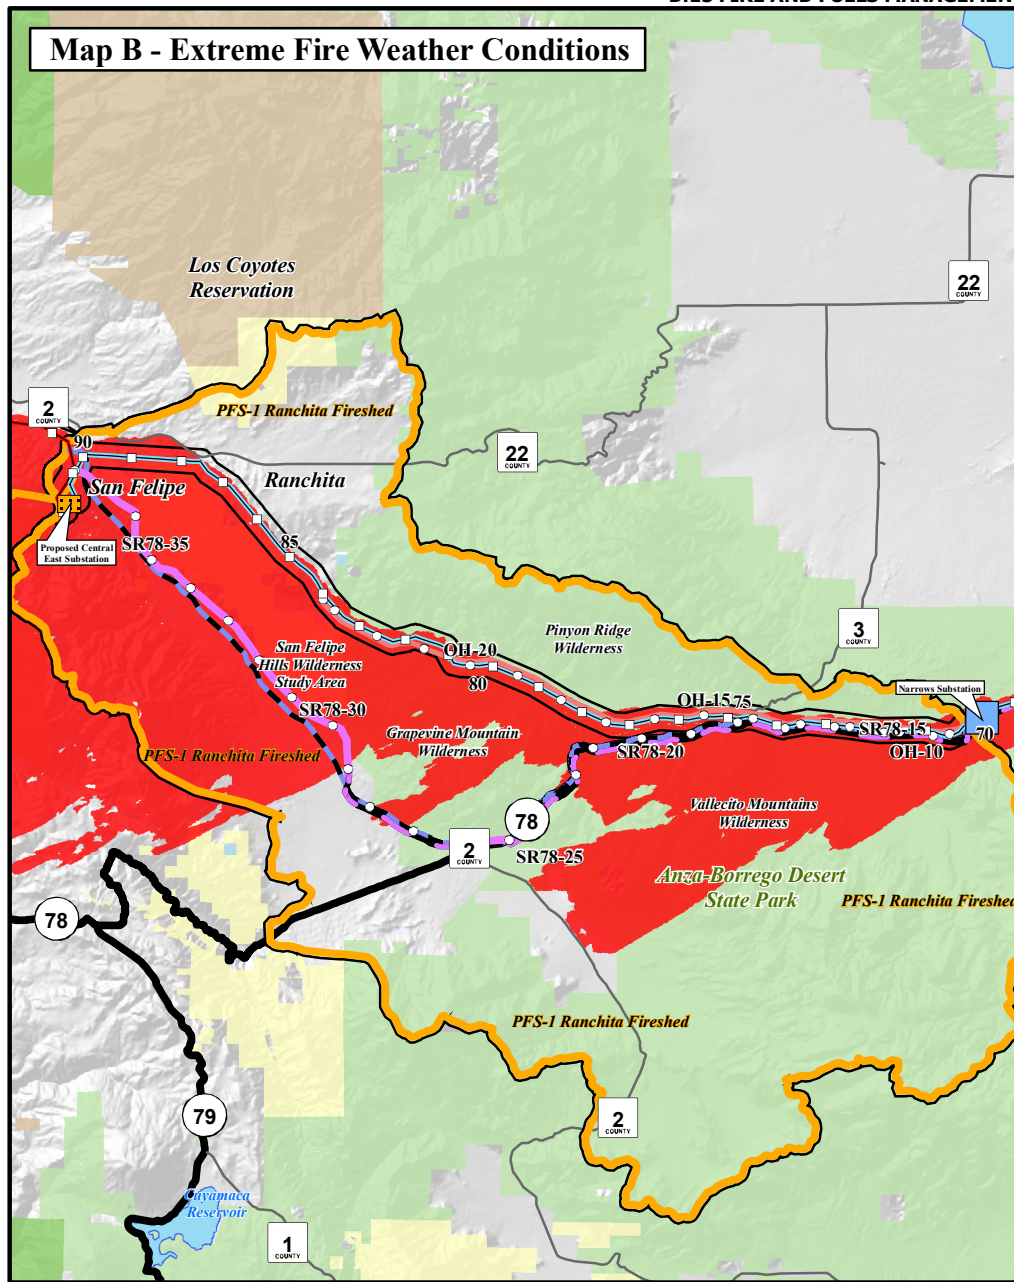 Map B - Extreme Fire Weather Conditions
Los Coyotes
Reservation
22
COUNTY
2
COUNTY
PFS-1 Ranchita Fireshed
90
22
COUNTY
San Felipe
Ranchita
Proposed Central
East Substation
SR78-35
85
3
COUNTY
San Felipe
Hills Wilderness
Study Area
Pinyon Ridge
Wilderness
OH-20
80
Narrows Substation
OH-15
75
SR78-30
SR78-15
70
Grapevine Mountain
Wilderness
SR78-20
OH-10
PFS-1 Ranchita Fireshed
Vallecito Mountains
Wilderness
78
2
COUNTY
SR78-25
Anza-Borrego Desert
State Park
PFS-1 Ranchita Fireshed
78
PFS-1 Ranchita Fireshed
79
2
COUNTY
Cuyamaca
Reservoir
1
COUNTY